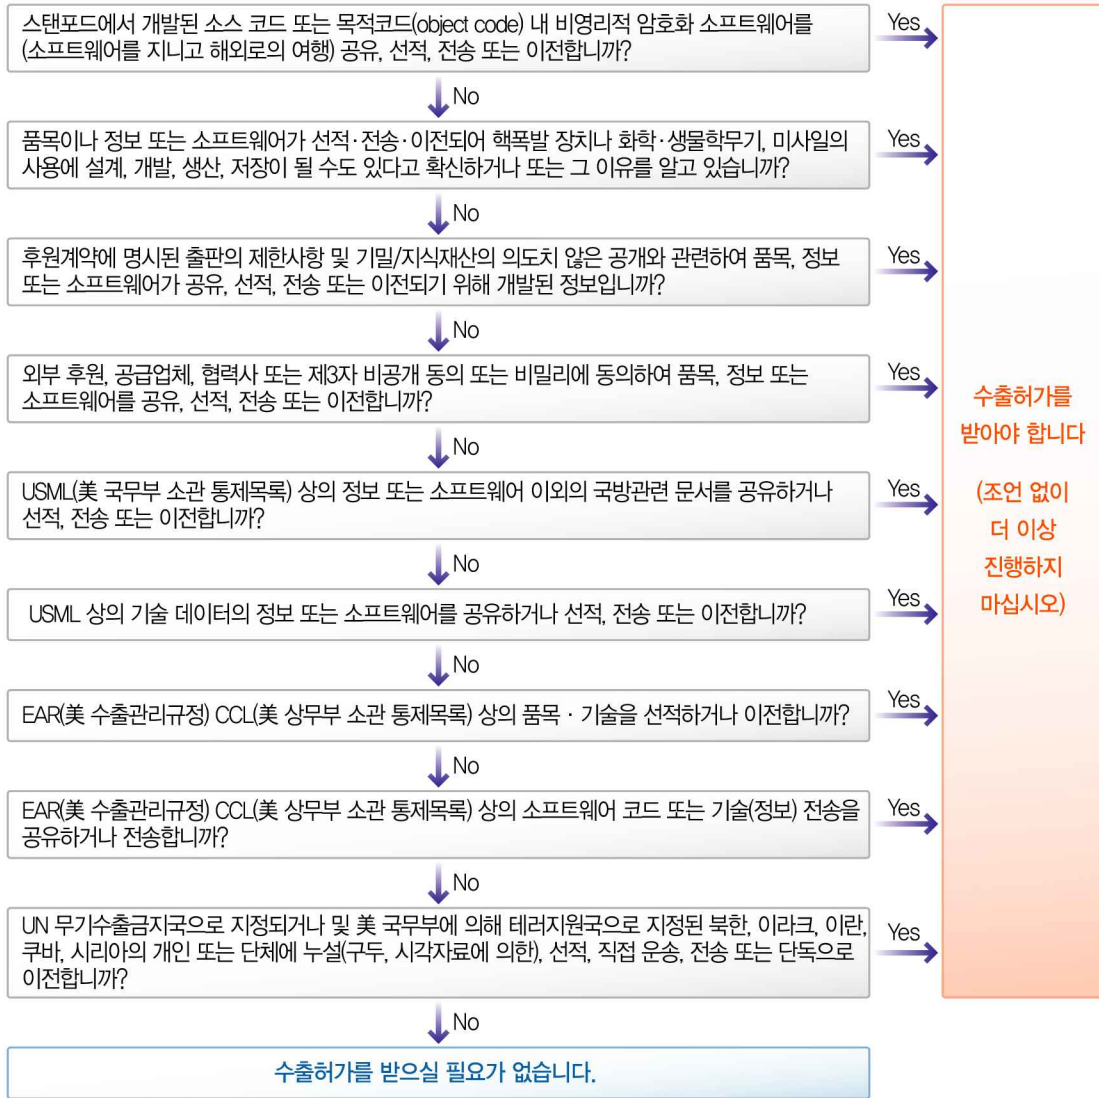 스탠포드에서 개발된 소스 코드 또는 목적코드(object code) 내 비영리적 암호화 소프트웨어를
(소프트웨어를 지니고 해외로의 여행) 공유, 선적, 전송 또는 이전합니까?
Yes
No
품목이나 정보 또는 소프트웨어가 선적·전송·이전되어 핵폭발 장치나 화학·생물학무기, 미사일의
사용에 설계, 개발, 생산, 저장이 될 수도 있다고 확신하거나 또는 그 이유를 알고 있습니까?
Yes
No
후원계약에 명시된 출판의 제한사항 및 기밀/지식재산의 의도치 않은 공개와 관련하여 품목, 정보
또는 소프트웨어가 공유, 선적, 전송 또는 이전되기 위해 개발된 정보입니까?
Yes
No
외부 후원, 공급업체, 협력사 또는 제3자 비공개 동의 또는 비밀리에 동의하여 품목, 정보 또는
소프트웨어를 공유, 선적, 전송 또는 이전합니까?
Yes
No
USML(美 국무부 소관 통제목록) 상의 정보 또는 소프트웨어 이외의 국방관련 문서를 공유하거나
선적, 전송 또는 이전합니까?
Yes
No
USML 상의 기술 데이터의 정보 또는 소프트웨어를 공유하거나 선적, 전송 또는 이전합니까?
Yes
No
EAR(美 수출관리규정) CCL(美 상무부 소관 통제목록) 상의 품목 · 기술을 선적하거나 이전합니까?
Yes
No
EAR(美 수출관리규정) CCL(美 상무부 소관 통제목록) 상의 소프트웨어 코드 또는 기술(정보) 전송을
공유하거나 전송합니까?
Yes
No
UN 무기수출금지국으로 지정되거나 및 美 국무부에 의해 테러지원국으로 지정된 북한, 이라크, 이란,
쿠바, 시리아의 개인 또는 단체에 누설(구두, 시각자료에 의한), 선적, 직접 운송, 전송 또는 단독으로
이전합니까?
Yes
No
수출허가를 받으실 필요가 없습니다.
수출허가를
받아야 합니다
(조언 없이
더 이상
진행하지
마십시오)